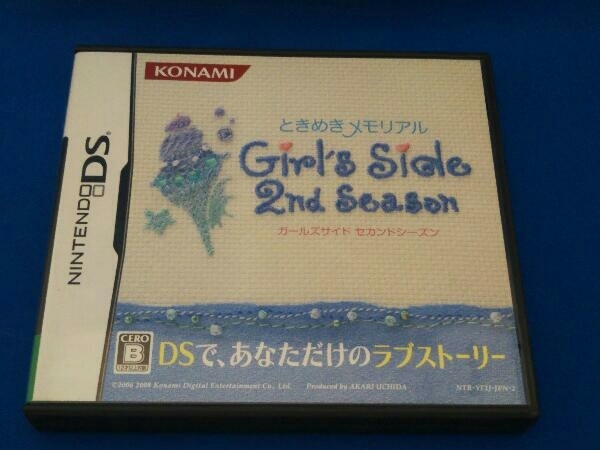 KONAMI
NINTENDO DS
ときめきメモリアル
Girl's Side
2nd Season
ガールズサイド セカンドシーズン
CERO
B
DSで、あなただけのラブストーリー
©2006 2008 Konami Digital Entertainment Co., Ltd. Produced by AKARI UCHIDA